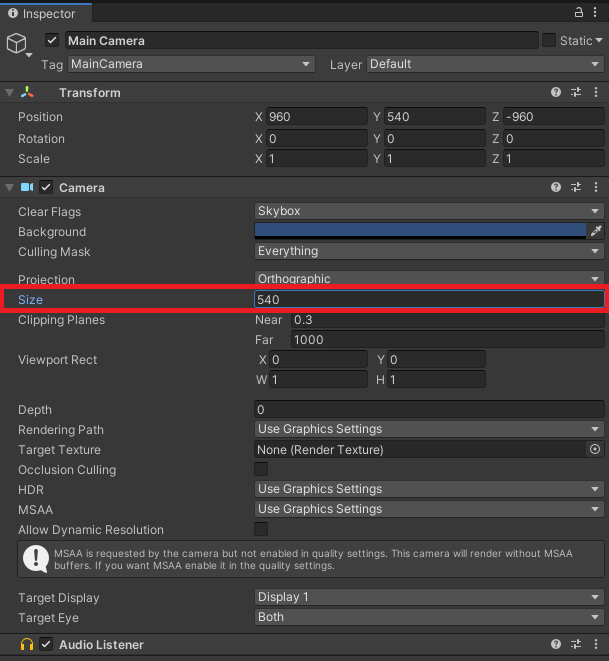 Inspector
Main Camera Static
Tag MainCamera Layer Default
Transform
Position X 960 Y 540 Z -960
Rotation X 0 Y 0 Z 0
Scale X 1 Y 1 Z 1
Camera
Clear Flags Skybox
Background
Culling Mask Everything
Projection Orthographic
Size 540
Clipping Planes Near 0.3
Far 1000
Viewport Rect X 0 Y 0
W 1 H 1
Depth 0
Rendering Path Use Graphics Settings
Target Texture None (Render Texture)
Occlusion Culling
HDR Use Graphics Settings
MSAA Use Graphics Settings
Allow Dynamic Resolution
MSAA is requested by the camera but not enabled in quality settings. This camera will render without MSAA
buffers. If you want MSAA enable it in the quality settings.
Target Display Display 1
Target Eye Both
Audio Listener